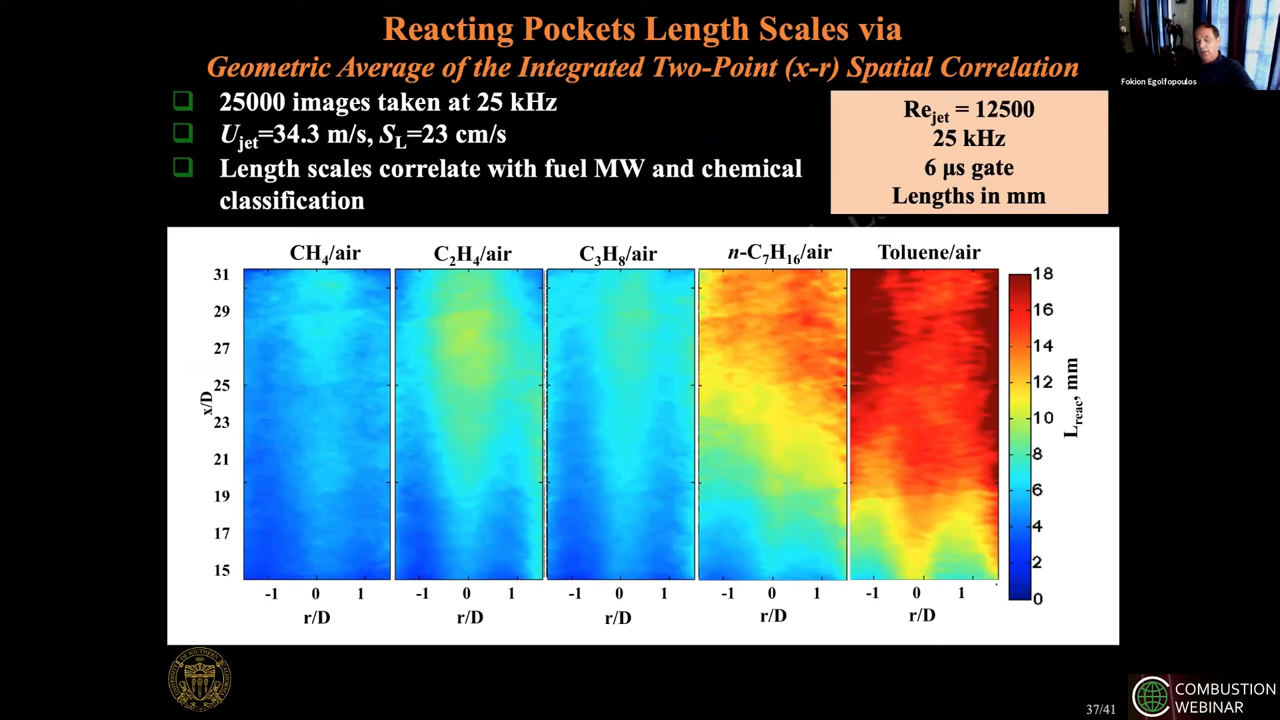 Reacting Pockets Length Scales via
Geometric Average of the Integrated Two-Point (x-r) Spatial Correlation
25000 images taken at 25 kHz
U_jet=34.3 m/s, S_L=23 cm/s
Length scales correlate with fuel MW and chemical
classification
Re_jet = 12500
25 kHz
6 μs gate
Lengths in mm
Fokion Egolfopoulos
CH₄/air C₂H₄/air C₃H₈/air n-C₇H₁₆/air Toluene/air
31
29
27
25
23
21
19
17
15
x/D
-1 0 1 -1 0 1 -1 0 1 -1 0 1 -1 0 1
r/D r/D r/D r/D r/D
18
16
14
12
10
8
6
4
2
0
L_reac, mm
37/41
COMBUSTION
WEBINAR